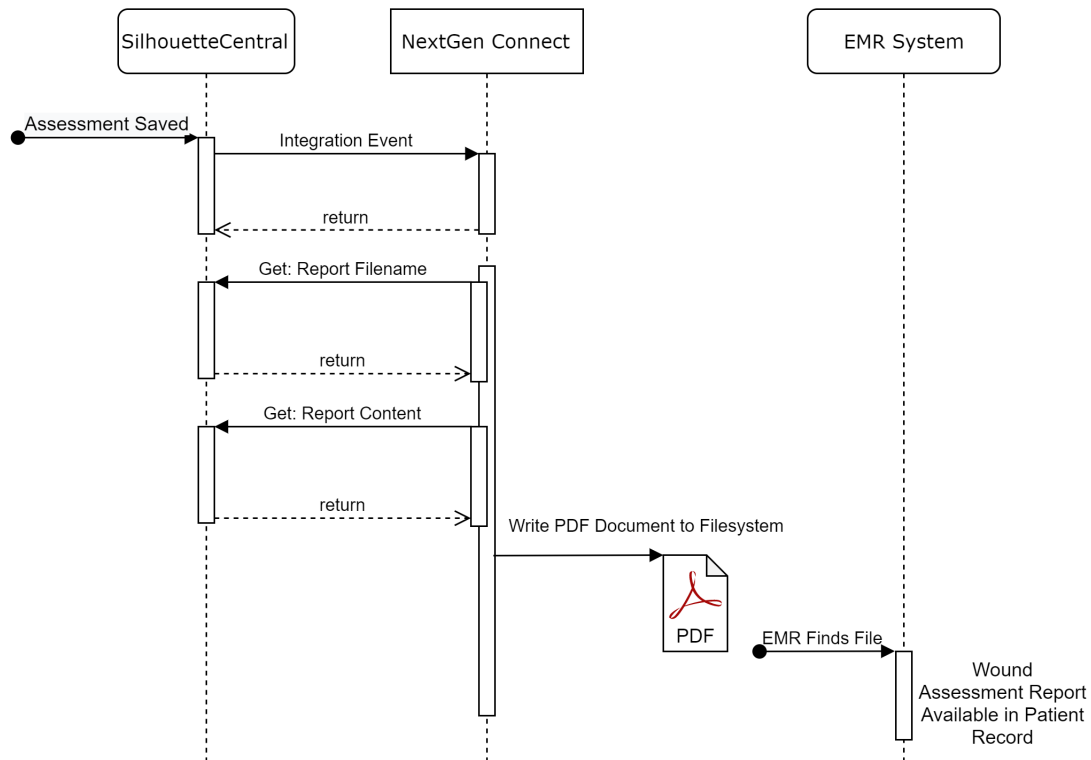 SilhouetteCentral
NextGen Connect
EMR System
Assessment Saved
Integration Event
return
Get: Report Filename
return
Get: Report Content
return
Write PDF Document to Filesystem
PDF
EMR Finds File
Wound
Assessment Report
Available in Patient
Record